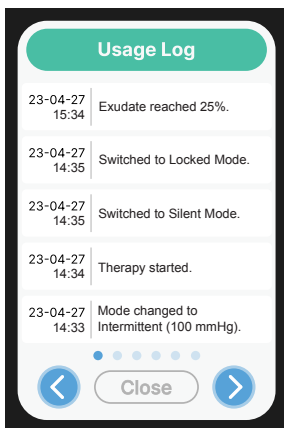 Usage Log
23-04-27
15:34
Exudate reached 25%.
23-04-27
14:35
Switched to Locked Mode.
23-04-27
14:35
Switched to Silent Mode.
23-04-27
14:34
Therapy started.
23-04-27
14:33
Mode changed to
Intermittent (100 mmHg).
Close